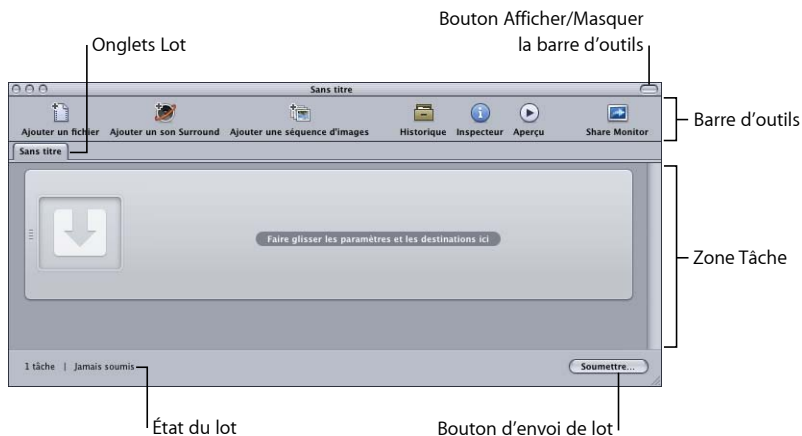 Bouton Afficher/Masquer
la barre d'outils
Onglets Lot
Sans titre
Ajouter un fichier Ajouter un son Surround Ajouter une séquence d'images Historique Inspecteur Aperçu Share Monitor
Barre d'outils
Sans titre
Faire glisser les paramètres et les destinations ici
Zone Tâche
1 tâche | Jamais soumis
Soumettre...
État du lot
Bouton d'envoi de lot